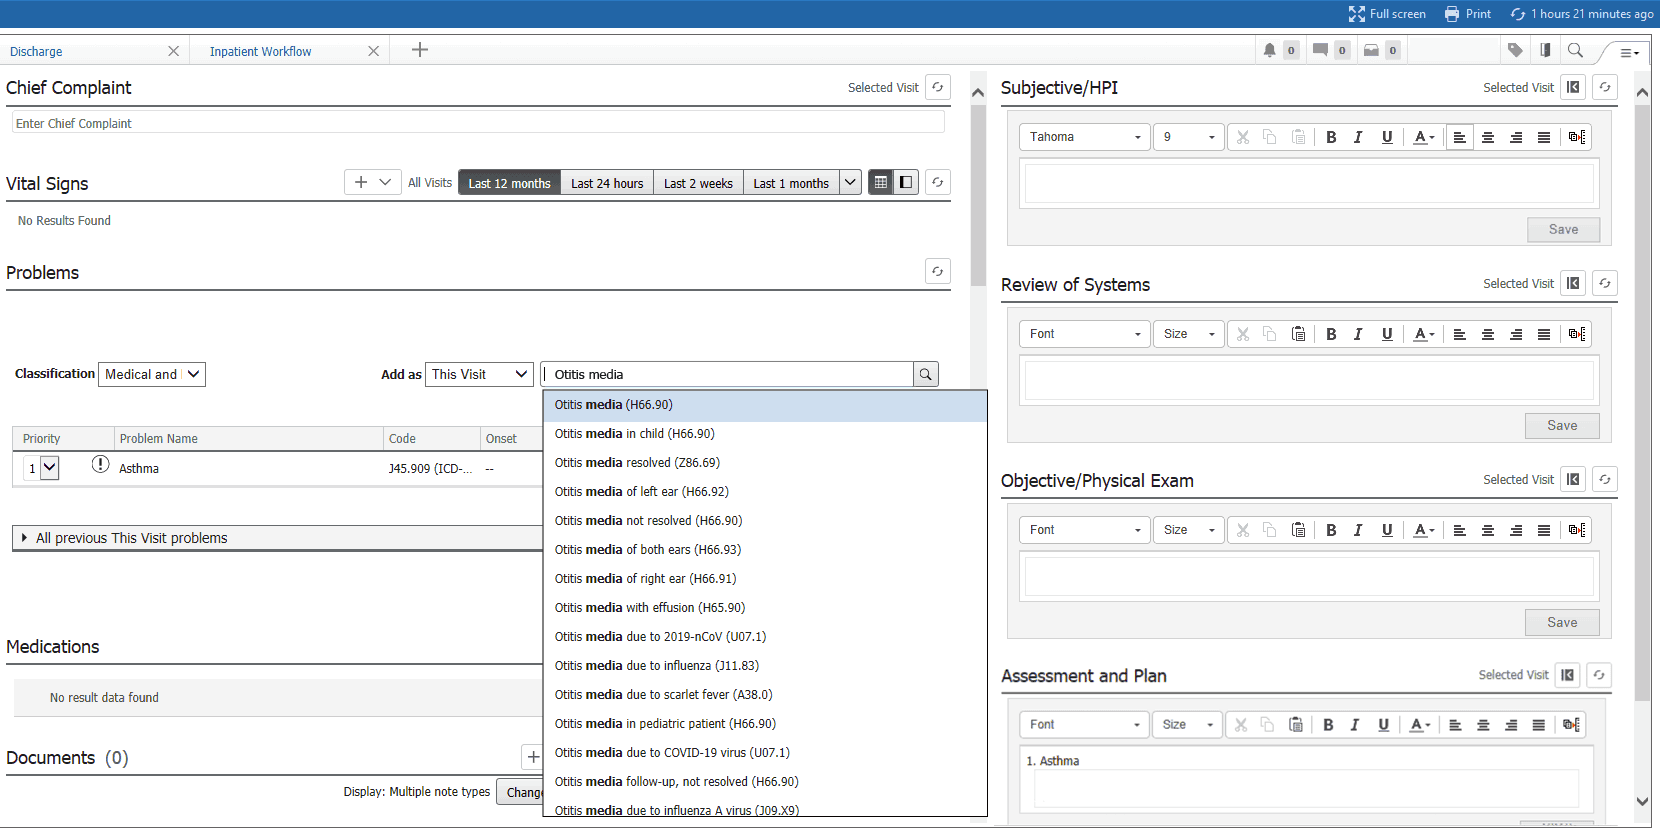 Full screen Print 1 hours 21 minutes ago
Discharge Inpatient Workflow 0 0 0
Chief Complaint Selected Visit
Enter Chief Complaint
Vital Signs All Visits Last 12 months Last 24 hours Last 2 weeks Last 1 months
No Results Found
Problems
Classification Medical and Add as This Visit Otitis media
Otitis media (H66.90)
Otitis media in child (H66.90)
Otitis media resolved (Z86.69)
Otitis media of left ear (H66.92)
Otitis media not resolved (H66.90)
Otitis media of both ears (H66.93)
Otitis media of right ear (H66.91)
Otitis media with effusion (H65.90)
Otitis media due to 2019-nCoV (U07.1)
Otitis media due to influenza (J11.83)
Otitis media due to scarlet fever (A38.0)
Otitis media in pediatric patient (H66.90)
Otitis media due to COVID-19 virus (U07.1)
Otitis media follow-up, not resolved (H66.90)
Otitis media due to influenza A virus (J09.X9)
Priority Problem Name Code Onset
1 Asthma J45.909 (ICD-... --
All previous This Visit problems
Medications
No result data found
Documents (0)
Display: Multiple note types Change
Subjective/HPI Selected Visit
Tahoma 9 B I U A
Save
Review of Systems Selected Visit
Font Size B I U A
Save
Objective/Physical Exam Selected Visit
Font Size B I U A
Save
Assessment and Plan Selected Visit
Font Size B I U A
1. Asthma